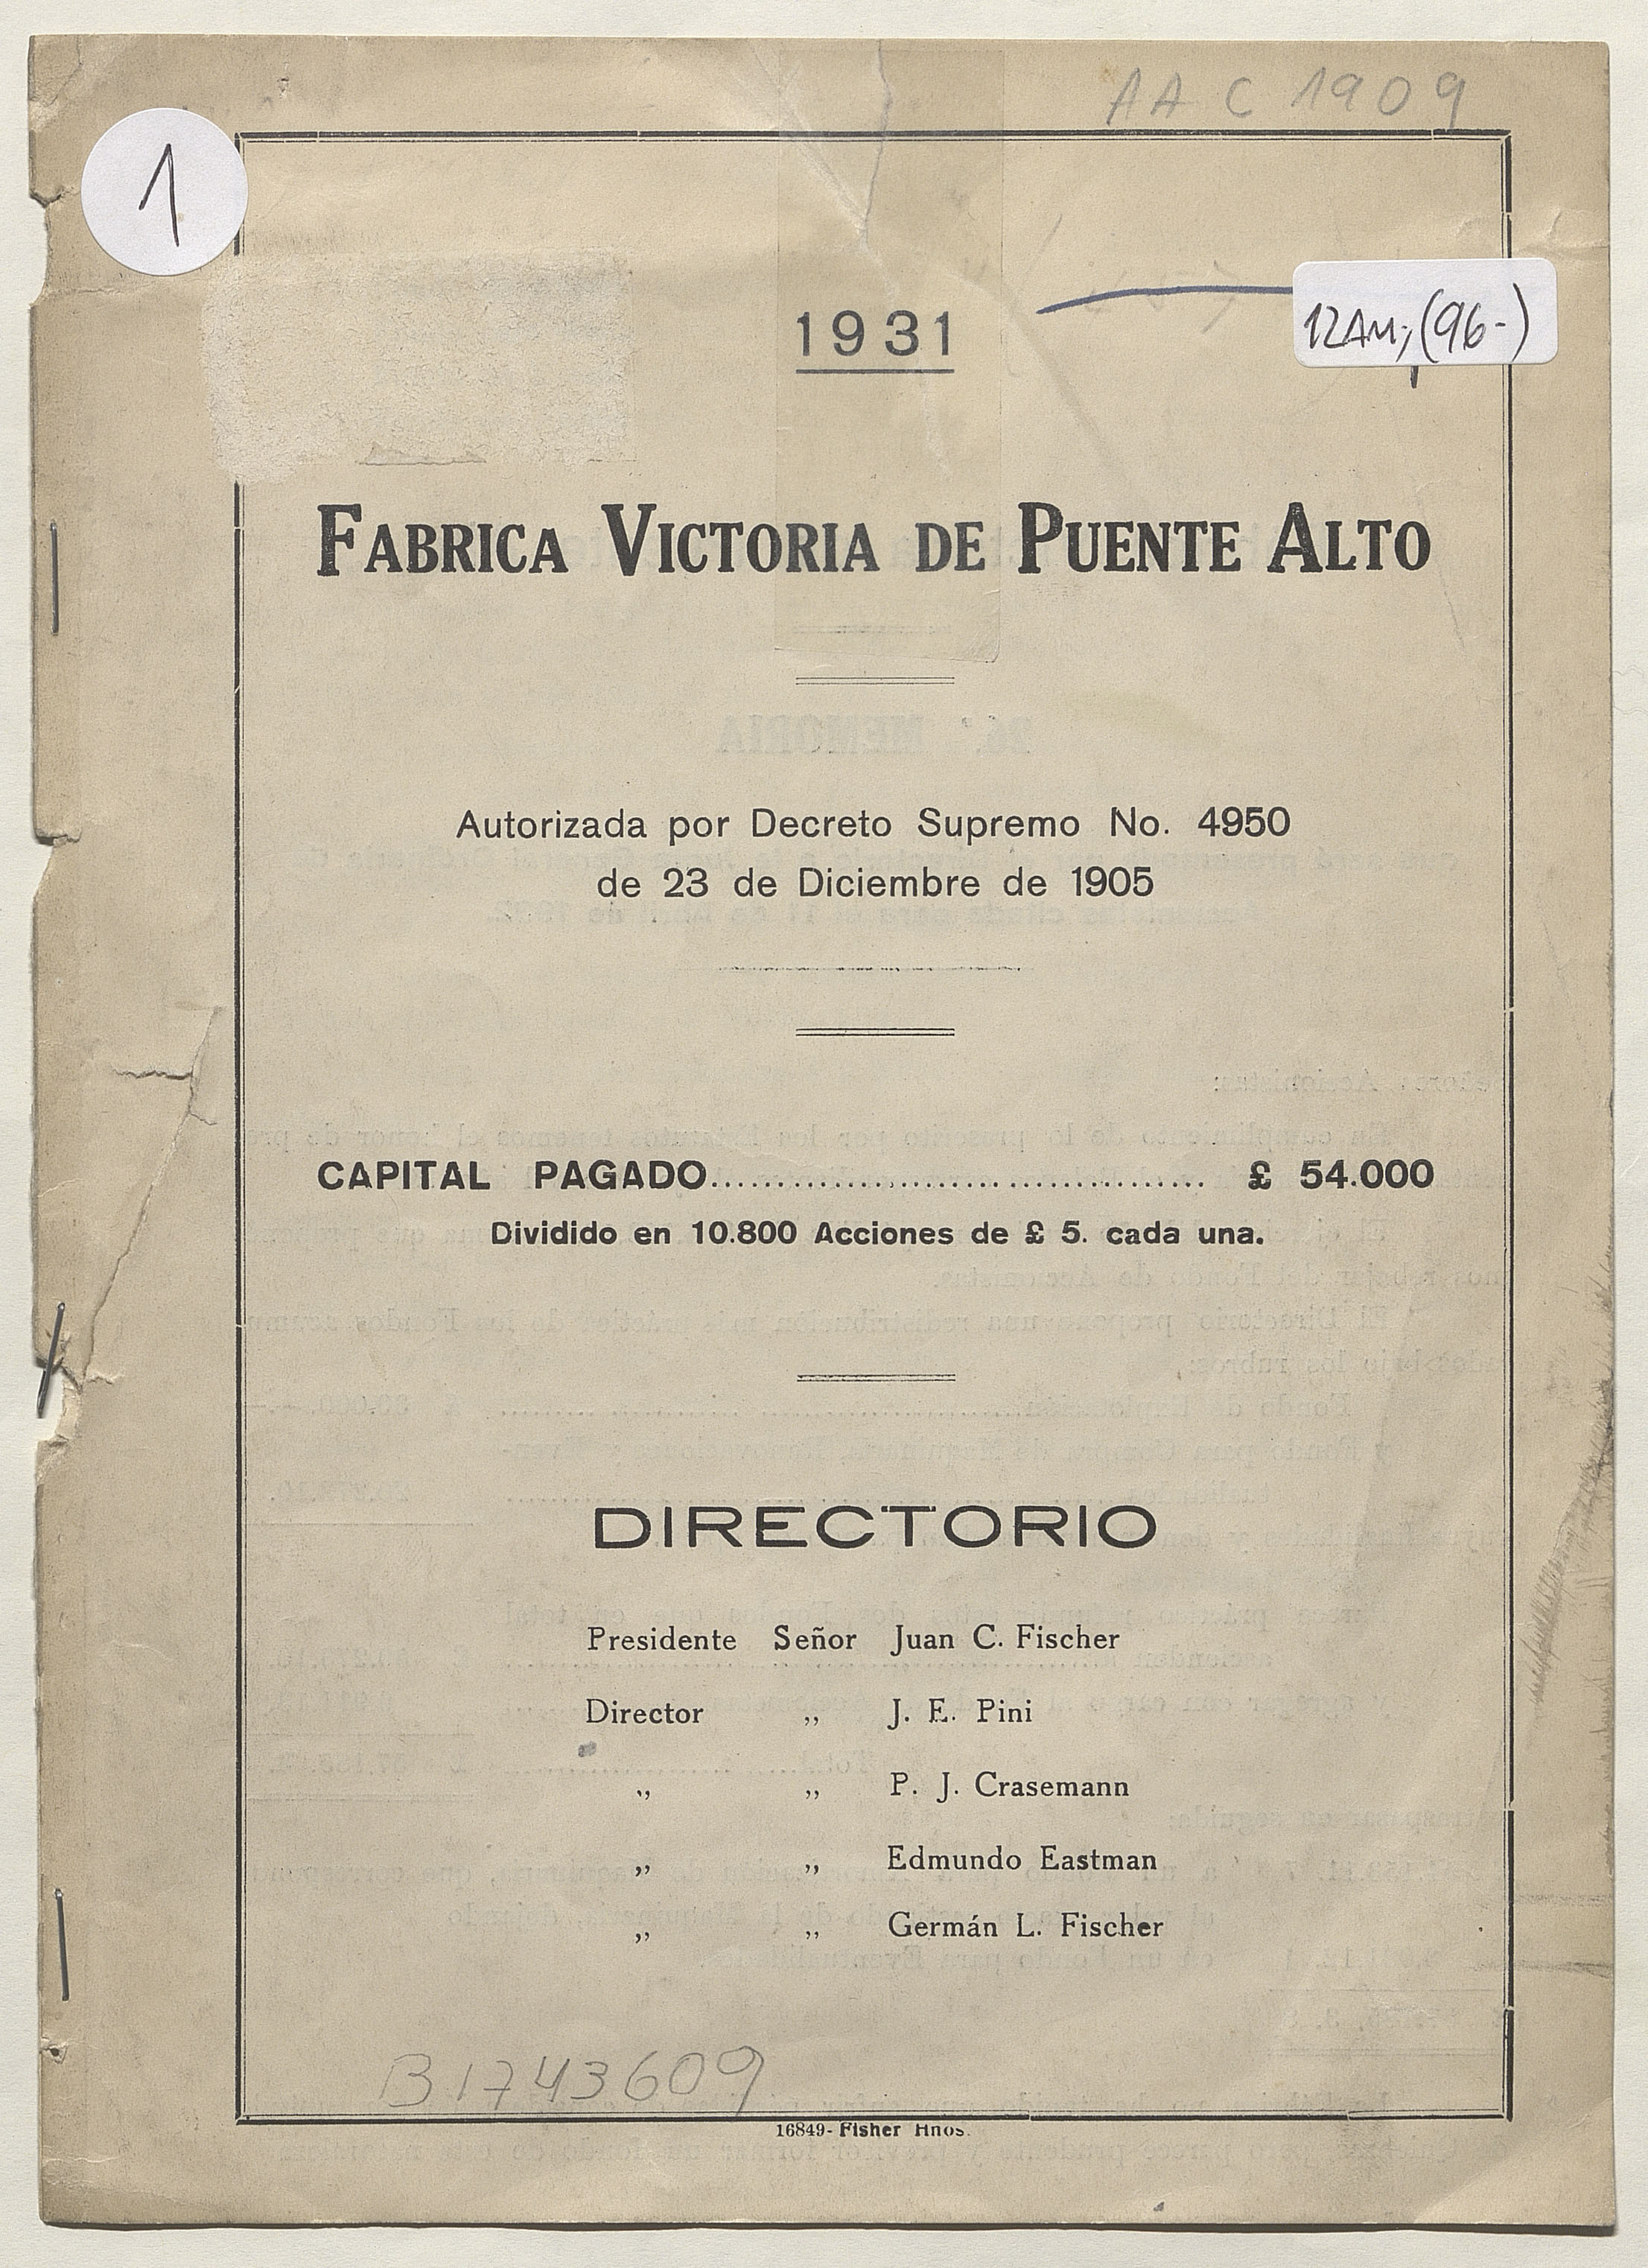 AA C 1909
1
1931
12AM; (96-)
FABRICA VICTORIA DE PUENTE ALTO
Autorizada por Decreto Supremo No. 4950
de 23 de Diciembre de 1905
CAPITAL PAGADO...................................... £ 54.000
Dividido en 10.800 Acciones de £ 5. cada una.
DIRECTORIO
Presidente Señor Juan C. Fischer
Director ,, J. E. Pini
,, ,, P. J. Crasemann
,, ,, Edmundo Eastman
,, ,, Germán L. Fischer
B1743609
16849- Fisher Hnos.